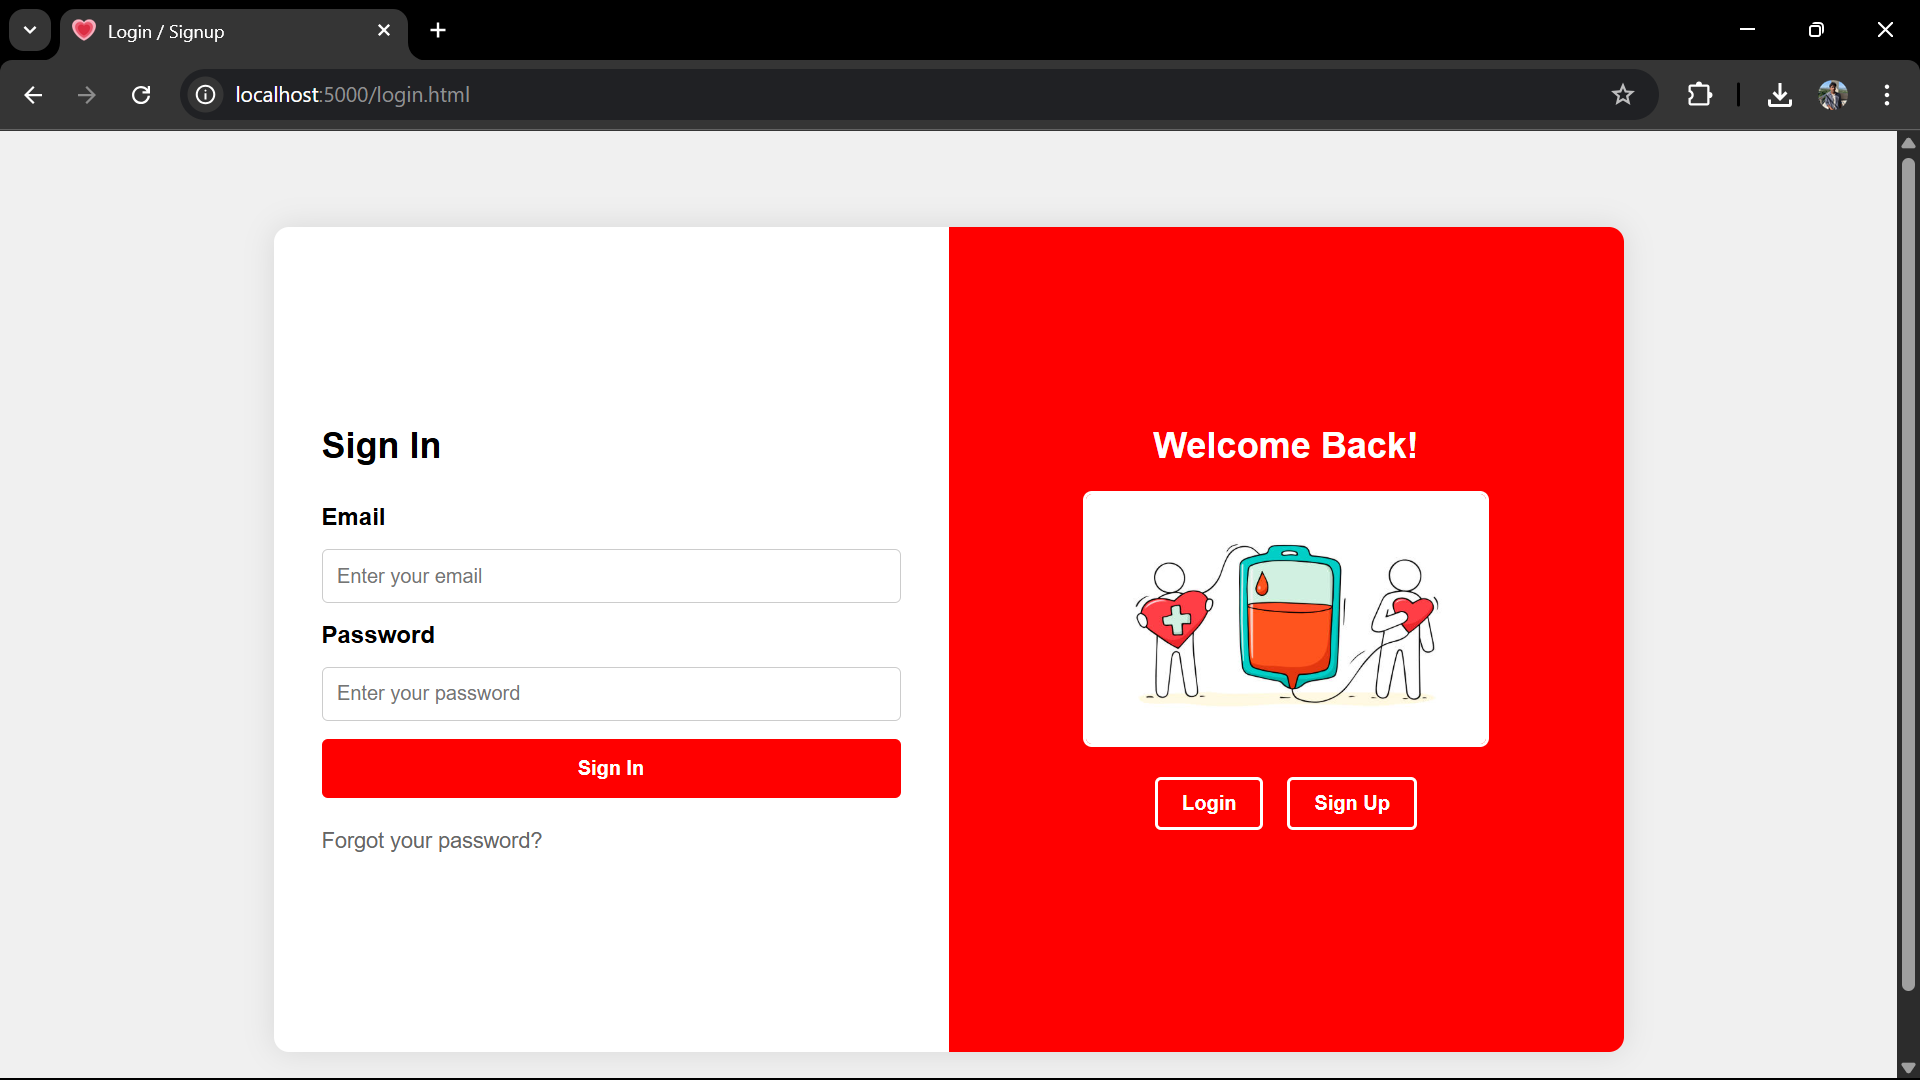 Login / Signup
localhost:5000/login.html
Sign In
Email
Enter your email
Password
Enter your password
Sign In
Forgot your password?
Welcome Back!
Login
Sign Up